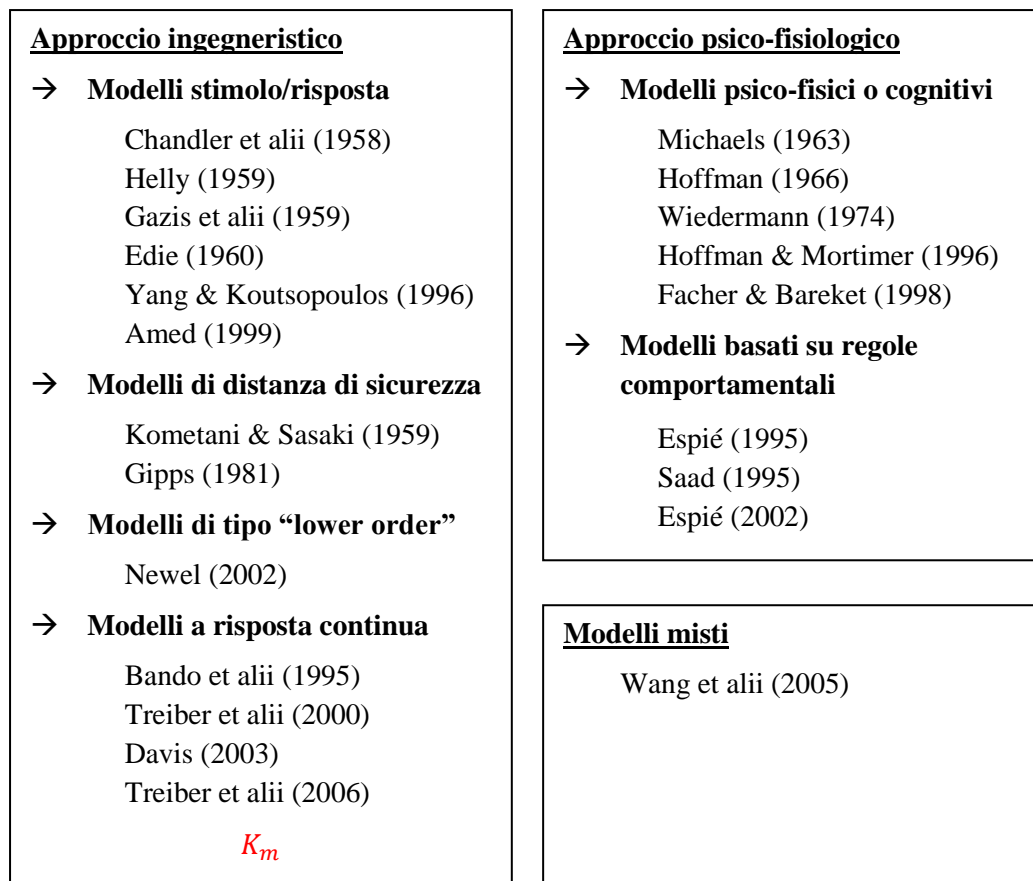 Approccio ingegneristico
→ Modelli stimolo/risposta
Chandler et alii (1958)
Helly (1959)
Gazis et alii (1959)
Edie (1960)
Yang & Koutsopoulos (1996)
Amed (1999)
→ Modelli di distanza di sicurezza
Kometani & Sasaki (1959)
Gipps (1981)
→ Modelli di tipo “lower order”
Newel (2002)
→ Modelli a risposta continua
Bando et alii (1995)
Treiber et alii (2000)
Davis (2003)
Treiber et alii (2006)
K_m
Approccio psico-fisiologico
→ Modelli psico-fisici o cognitivi
Michaels (1963)
Hoffman (1966)
Wiedermann (1974)
Hoffman & Mortimer (1996)
Facher & Bareket (1998)
→ Modelli basati su regole
comportamentali
Espié (1995)
Saad (1995)
Espié (2002)
Modelli misti
Wang et alii (2005)